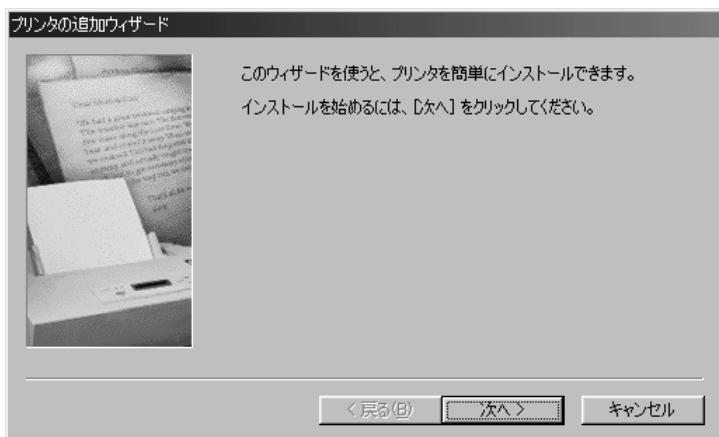 プリンタの追加ウィザード
このウィザードを使うと、プリンタを簡単にインストールできます。
インストールを始めるには、[次へ] をクリックしてください。
< 戻る(B)
次へ >
キャンセル